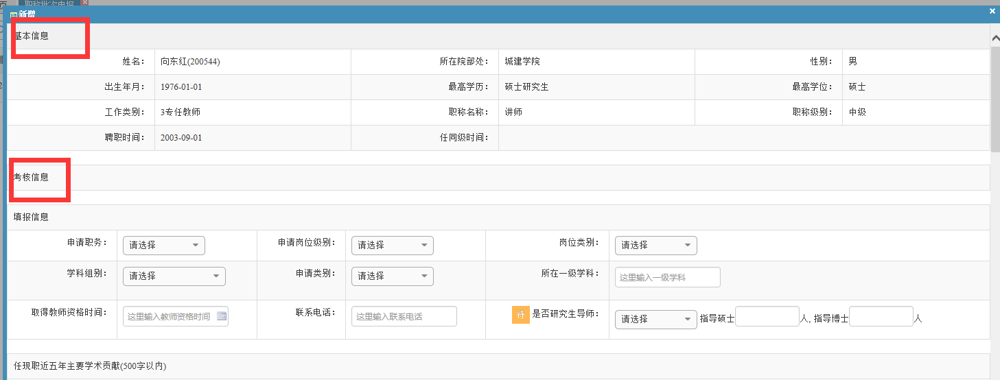 职称批次申报
新增
基本信息
姓名： 向东红(200544) 所在院部处： 城建学院 性别： 男
出生年月： 1976-01-01 最高学历： 硕士研究生 最高学位： 硕士
工作类别： 3专任教师 职称名称： 讲师 职称级别： 中级
聘职时间： 2003-09-01 任同级时间：
考核信息
填报信息
申请职务： 请选择 申请岗位级别： 请选择 岗位类别： 请选择
学科组别： 请选择 申请类别： 请选择 所在一级学科： 这里输入一级学科
取得教师资格时间： 这里输入教师资格时间 联系电话： 这里输入联系电话 待 是否研究生导师： 请选择 指导硕士 人, 指导博士 人
任现职近五年主要学术贡献(500字以内)